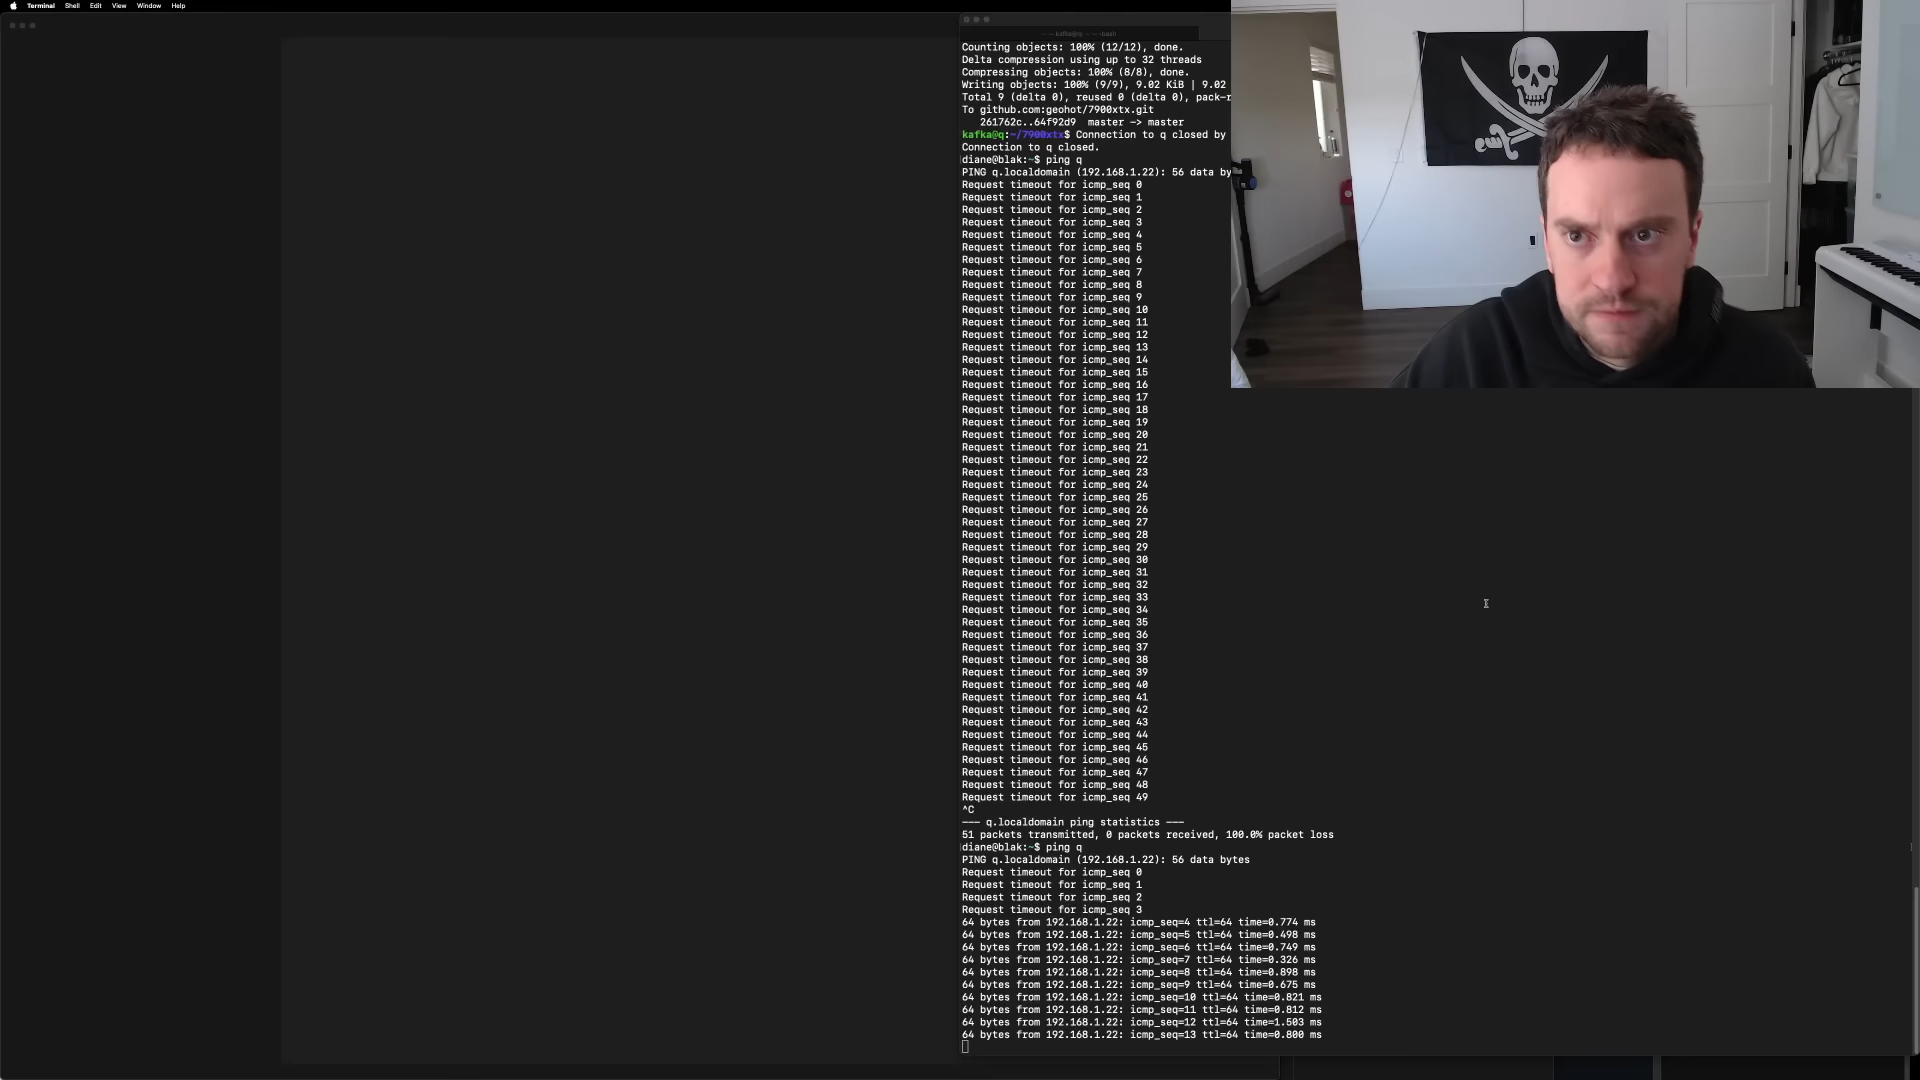 Terminal Shell Edit View Window Help
Counting objects: 100% (12/12), done.
Delta compression using up to 32 threads
Compressing objects: 100% (8/8), done.
Writing objects: 100% (9/9), 9.02 KiB | 9.02
Total 9 (delta 0), reused 0 (delta 0), pack-r
To github.com:geohot/7900xtx.git
261762c..64f92d9 master -> master
kafka@q:~/7900xtx$ Connection to q closed by
Connection to q closed.
diane@blak:~$ ping q
PING q.localdomain (192.168.1.22): 56 data by
Request timeout for icmp_seq 0
Request timeout for icmp_seq 1
Request timeout for icmp_seq 2
Request timeout for icmp_seq 3
Request timeout for icmp_seq 4
Request timeout for icmp_seq 5
Request timeout for icmp_seq 6
Request timeout for icmp_seq 7
Request timeout for icmp_seq 8
Request timeout for icmp_seq 9
Request timeout for icmp_seq 10
Request timeout for icmp_seq 11
Request timeout for icmp_seq 12
Request timeout for icmp_seq 13
Request timeout for icmp_seq 14
Request timeout for icmp_seq 15
Request timeout for icmp_seq 16
Request timeout for icmp_seq 17
Request timeout for icmp_seq 18
Request timeout for icmp_seq 19
Request timeout for icmp_seq 20
Request timeout for icmp_seq 21
Request timeout for icmp_seq 22
Request timeout for icmp_seq 23
Request timeout for icmp_seq 24
Request timeout for icmp_seq 25
Request timeout for icmp_seq 26
Request timeout for icmp_seq 27
Request timeout for icmp_seq 28
Request timeout for icmp_seq 29
Request timeout for icmp_seq 30
Request timeout for icmp_seq 31
Request timeout for icmp_seq 32
Request timeout for icmp_seq 33
Request timeout for icmp_seq 34
Request timeout for icmp_seq 35
Request timeout for icmp_seq 36
Request timeout for icmp_seq 37
Request timeout for icmp_seq 38
Request timeout for icmp_seq 39
Request timeout for icmp_seq 40
Request timeout for icmp_seq 41
Request timeout for icmp_seq 42
Request timeout for icmp_seq 43
Request timeout for icmp_seq 44
Request timeout for icmp_seq 45
Request timeout for icmp_seq 46
Request timeout for icmp_seq 47
Request timeout for icmp_seq 48
Request timeout for icmp_seq 49
^C
--- q.localdomain ping statistics ---
51 packets transmitted, 0 packets received, 100.0% packet loss
diane@blak:~$ ping q
PING q.localdomain (192.168.1.22): 56 data bytes
Request timeout for icmp_seq 0
Request timeout for icmp_seq 1
Request timeout for icmp_seq 2
Request timeout for icmp_seq 3
64 bytes from 192.168.1.22: icmp_seq=4 ttl=64 time=0.774 ms
64 bytes from 192.168.1.22: icmp_seq=5 ttl=64 time=0.498 ms
64 bytes from 192.168.1.22: icmp_seq=6 ttl=64 time=0.749 ms
64 bytes from 192.168.1.22: icmp_seq=7 ttl=64 time=0.326 ms
64 bytes from 192.168.1.22: icmp_seq=8 ttl=64 time=0.898 ms
64 bytes from 192.168.1.22: icmp_seq=9 ttl=64 time=0.675 ms
64 bytes from 192.168.1.22: icmp_seq=10 ttl=64 time=0.821 ms
64 bytes from 192.168.1.22: icmp_seq=11 ttl=64 time=0.812 ms
64 bytes from 192.168.1.22: icmp_seq=12 ttl=64 time=1.503 ms
64 bytes from 192.168.1.22: icmp_seq=13 ttl=64 time=0.800 ms